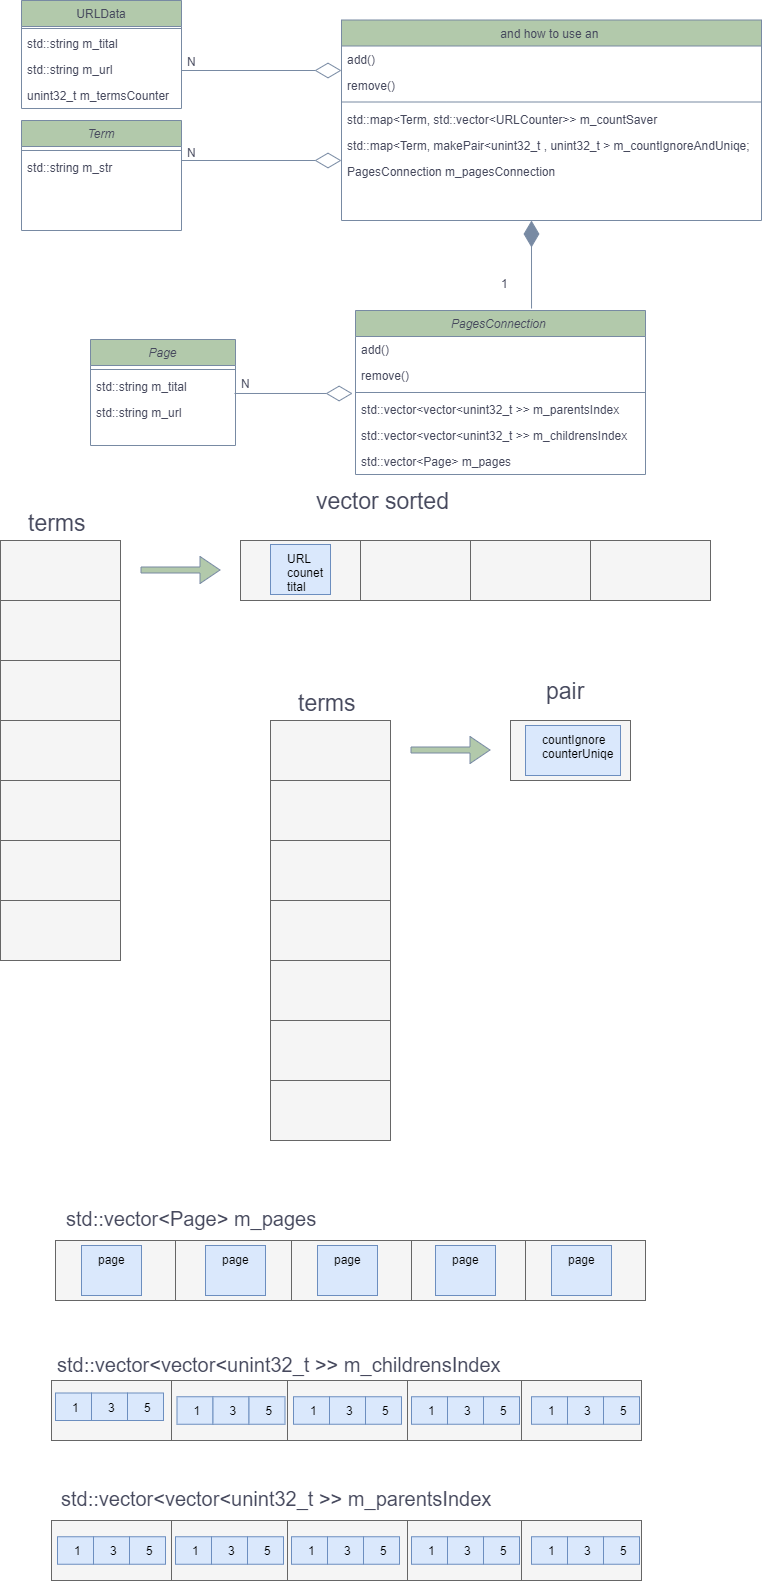 URLData
std::string m_tital
std::string m_url
unint32_t m_termsCounter
N
and how to use an
add()
remove()
std::map<Term, std::vector<URLCounter>> m_countSaver
std::map<Term, makePair<unint32_t , unint32_t > m_countIgnoreAndUniqe;
PagesConnection m_pagesConnection
Term
std::string m_str
N
1
Page
std::string m_tital
std::string m_url
N
PagesConnection
add()
remove()
std::vector<vector<unint32_t >> m_parentsIndex
std::vector<vector<unint32_t >> m_childrensIndex
std::vector<Page> m_pages
vector sorted
terms
URL
counet
tital
terms
pair
countIgnore
counterUniqe
std::vector<Page> m_pages
page page page page page
std::vector<vector<unint32_t >> m_childrensIndex
1 3 5 1 3 5 1 3 5 1 3 5 1 3 5
std::vector<vector<unint32_t >> m_parentsIndex
1 3 5 1 3 5 1 3 5 1 3 5 1 3 5